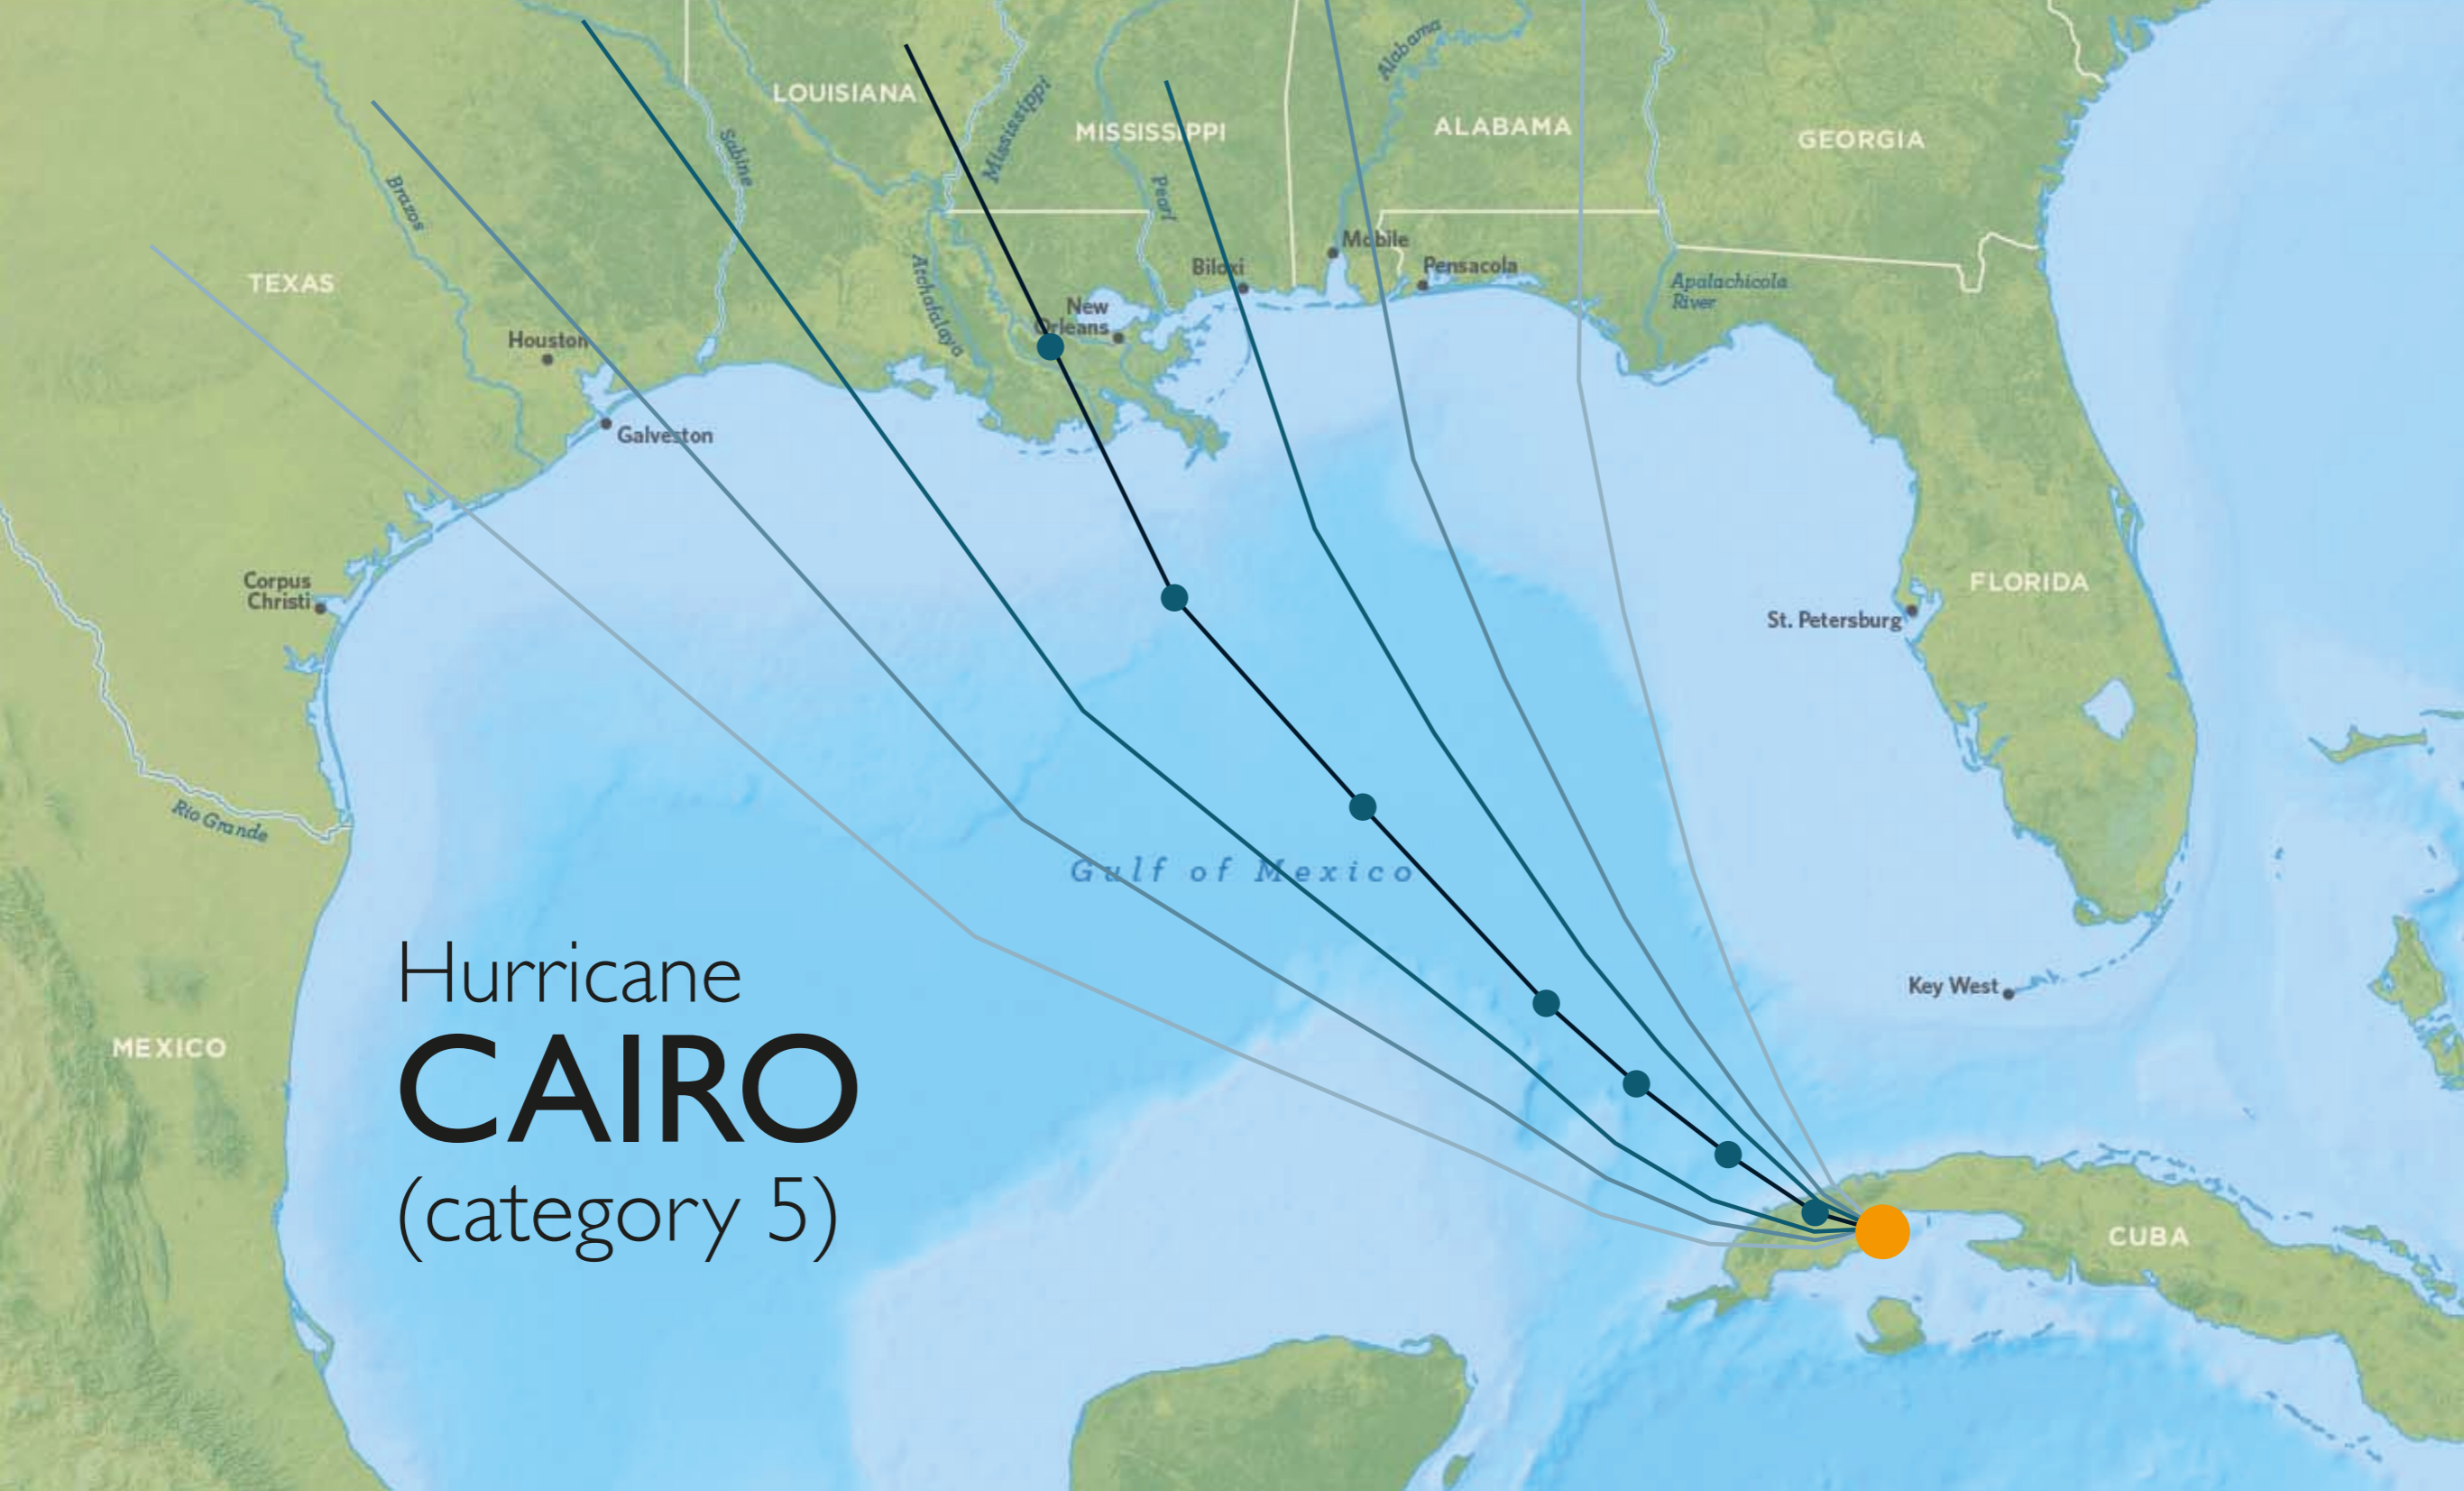 LOUISIANA
Mississippi
MISSISSIPPI
Alabama
ALABAMA
GEORGIA
Sabine
Brazos
Pearl
Atchafalaya
Mobile
Biloxi
Pensacola
Apalachicola
River
TEXAS
New
Orleans
Houston
Galveston
Corpus
Christi
FLORIDA
St. Petersburg
Rio Grande
Gulf of Mexico
Key West
MEXICO
CUBA
Hurricane
CAIRO
(category 5)